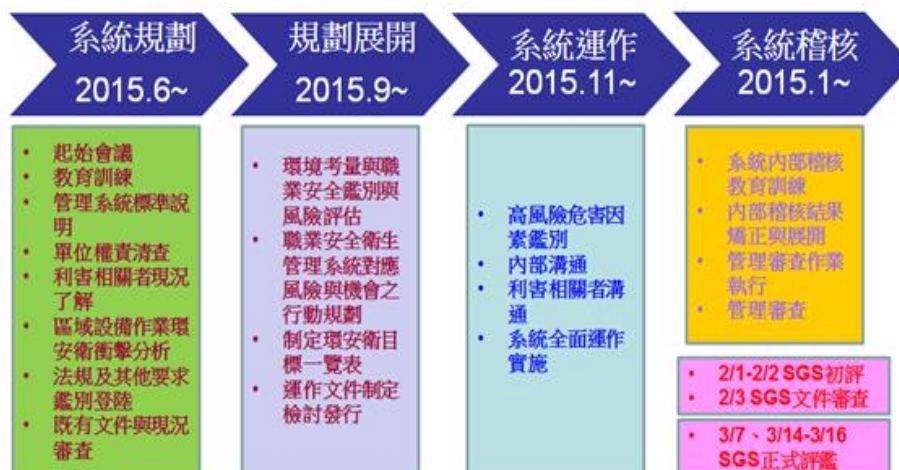 系統規劃
2015.6~
規劃展開
2015.9~
系統運作
2015.11~
系統稽核
2015.1~
• 起始會議
• 教育訓練
• 管理系統標準說
明
• 單位權責清查
• 利害相關者現況
了解
• 區域設備作業環
安衛衝擊分析
• 法規及其他要求
鑑別登陸
• 既有文件與現況
審查
• 環境考量與職
業安全鑑別與
風險評估
• 職業安全衛生
管理系統對應
風險與機會之
行動規劃
• 制定環安衛目
標一覽表
• 運作文件制定
檢討發行
• 高風險危害因
素鑑別
• 內部溝通
• 利害相關者溝
通
• 系統全面運作
實施
• 系統內部稽核
教育訓練
• 內部稽核結果
矯正與展開
• 管理審查作業
執行
• 管理審查
• 2/1-2/2 SGS初評
• 2/3 SGS文件審查
• 3/7、3/14-3/16
SGS正式評鑑